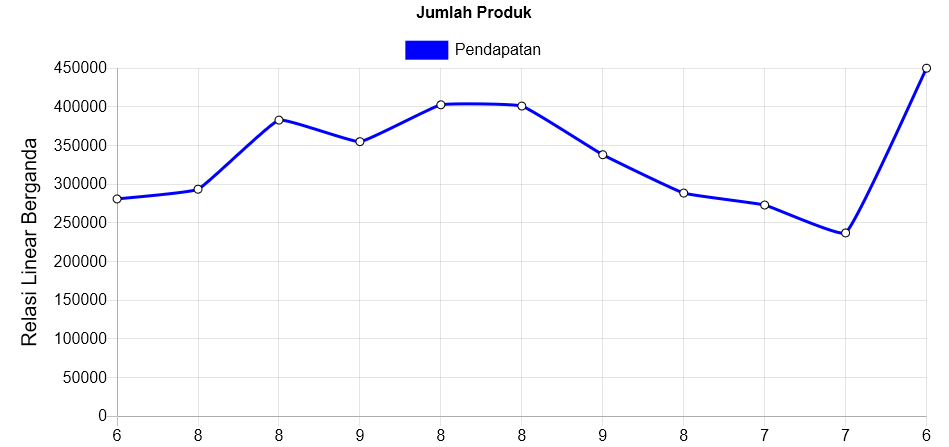 Jumlah Produk
Pendapatan
Relasi Linear Berganda
450000
400000
350000
300000
250000
200000
150000
100000
50000
0
6 8 8 9 8 8 9 8 7 7 6